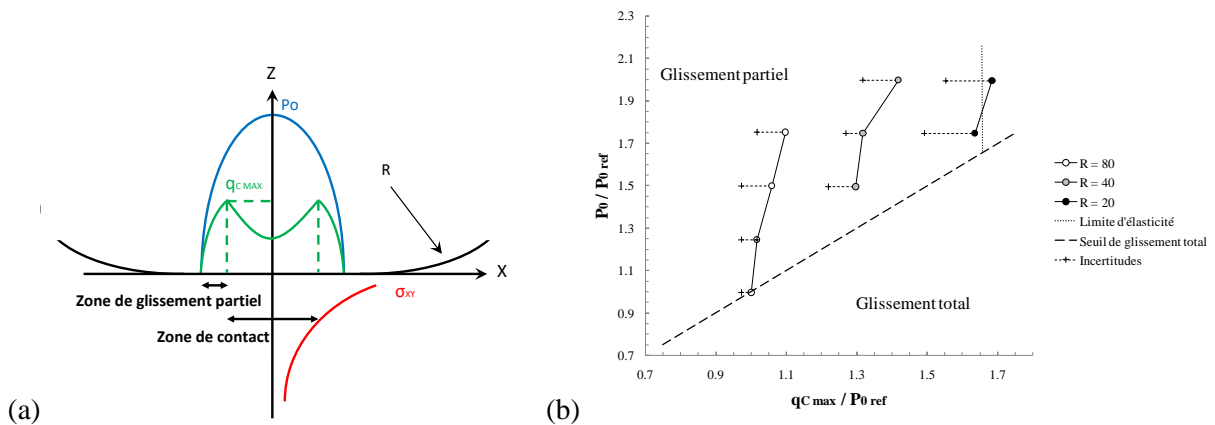 Z
Po
q C MAX
R
X
Zone de glissement partiel
σXY
Zone de contact
(a)
2.3
2.1
1.9
1.7
1.5
1.3
1.1
0.9
0.7
P0 / P0 ref
Glissement partiel
Glissement total
0.7 0.9 1.1 1.3 1.5 1.7
qC max / P0 ref
R = 80
R = 40
R = 20
Limite d'élasticité
Seuil de glissement total
Incertitudes
(b)